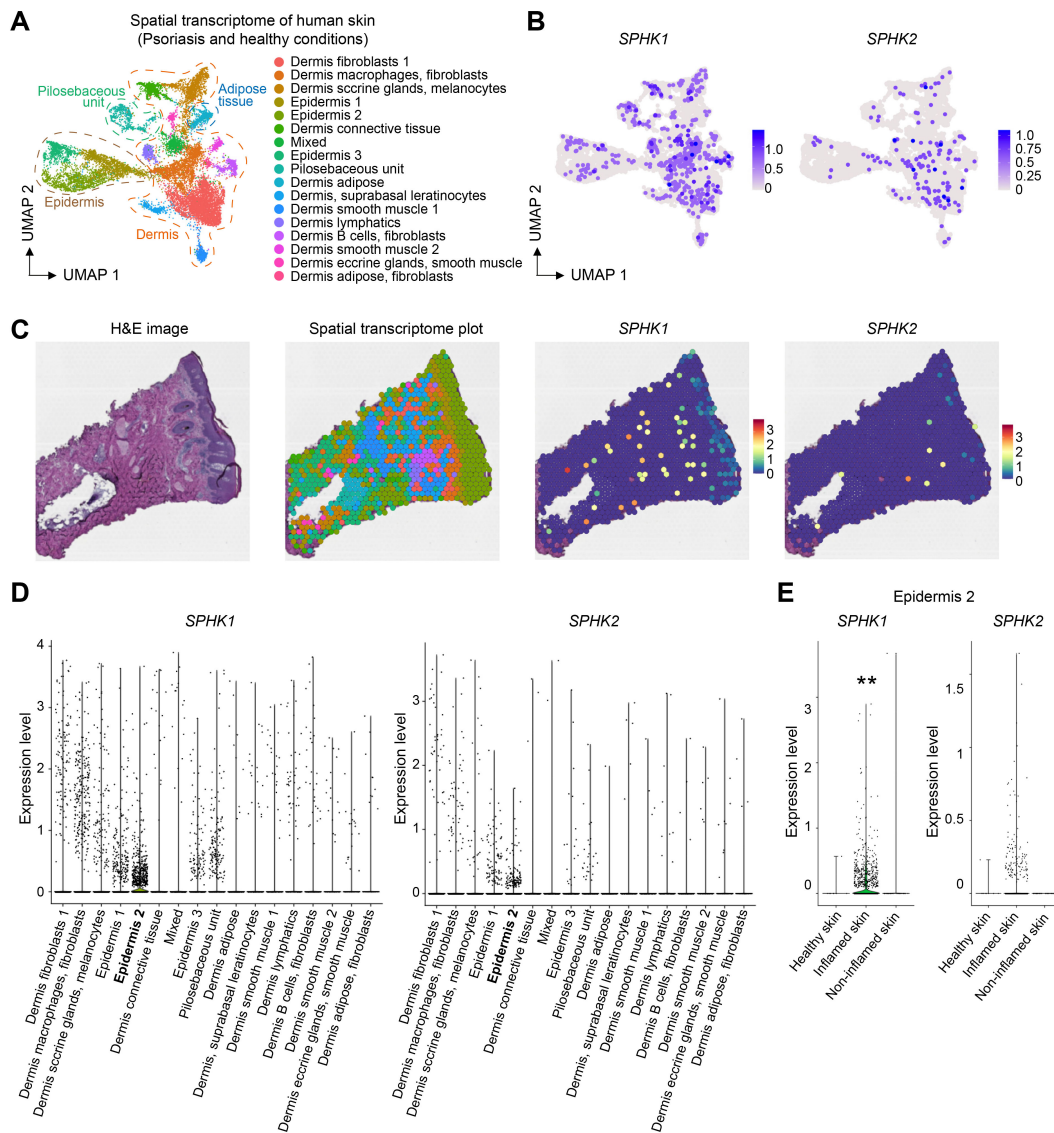 A
Spatial transcriptome of human skin
(Psoriasis and healthy conditions)
Pilosebaceous
unit
Adipose
tissue
Epidermis
Dermis
UMAP 2
UMAP 1
Dermis fibroblasts 1
Dermis macrophages, fibroblasts
Dermis sccrine glands, melanocytes
Epidermis 1
Epidermis 2
Dermis connective tissue
Mixed
Epidermis 3
Pilosebaceous unit
Dermis adipose
Dermis, suprabasal leratinocytes
Dermis smooth muscle 1
Dermis lymphatics
Dermis B cells, fibroblasts
Dermis smooth muscle 2
Dermis eccrine glands, smooth muscle
Dermis adipose, fibroblasts
B
SPHK1
1.0
0
SPHK2
1.0
0.75
0.25
0
UMAP 2
UMAP 1
C
H&E image
Spatial transcriptome plot
SPHK1
3
2
1
0
SPHK2
3
2
1
0
D
SPHK1
Expression level
4
3
2
1
0
Dermis fibroblasts 1
Dermis macrophages, fibroblasts
Dermis sccrine glands, melanocytes
Epidermis 1
Epidermis 2
Dermis connective tissue
Mixed
Epidermis 3
Pilosebaceous unit
Dermis adipose
Dermis, suprabasal leratinocytes
Dermis smooth muscle 1
Dermis lymphatics
Dermis B cells, fibroblasts
Dermis smooth muscle 2
Dermis eccrine glands, smooth muscle
Dermis adipose, fibroblasts
SPHK2
Expression level
3
2
1
0
Dermis fibroblasts 1
Dermis macrophages, fibroblasts
Dermis sccrine glands, melanocytes
Epidermis 1
Epidermis 2
Dermis connective tissue
Mixed
Epidermis 3
Pilosebaceous unit
Dermis adipose
Dermis, suprabasal leratinocytes
Dermis smooth muscle 1
Dermis lymphatics
Dermis B cells, fibroblasts
Dermis smooth muscle 2
Dermis eccrine glands, smooth muscle
Dermis adipose, fibroblasts
E
Epidermis 2
SPHK1
Expression level
3
2
1
0
**
Healthy skin
Inflamed skin
Non-inflamed skin
SPHK2
Expression level
1.5
1
0.5
0
Healthy skin
Inflamed skin
Non-inflamed skin